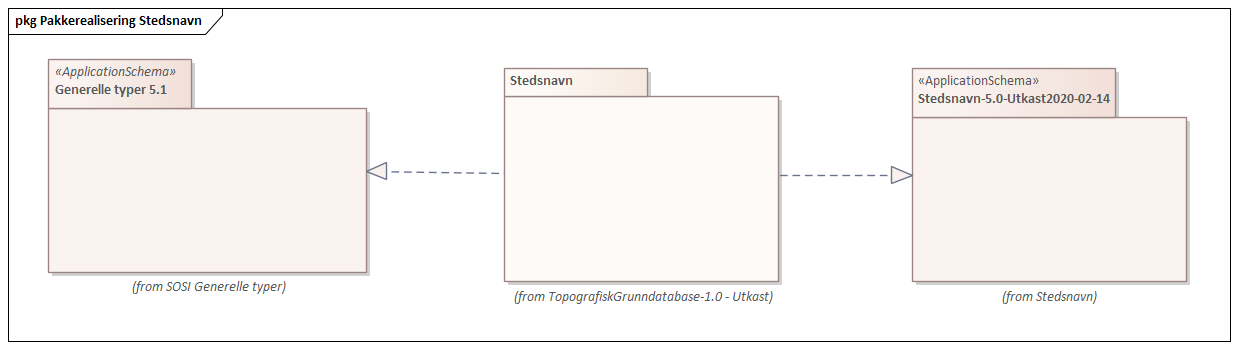 pkg Pakkerealisering Stedsnavn
«ApplicationSchema»
Generelle typer 5.1
(from SOSI Generelle typer)
Stedsnavn
(from TopografiskGrunndatabase-1.0 - Utkast)
«ApplicationSchema»
Stedsnavn-5.0-Utkast2020-02-14
(from Stedsnavn)